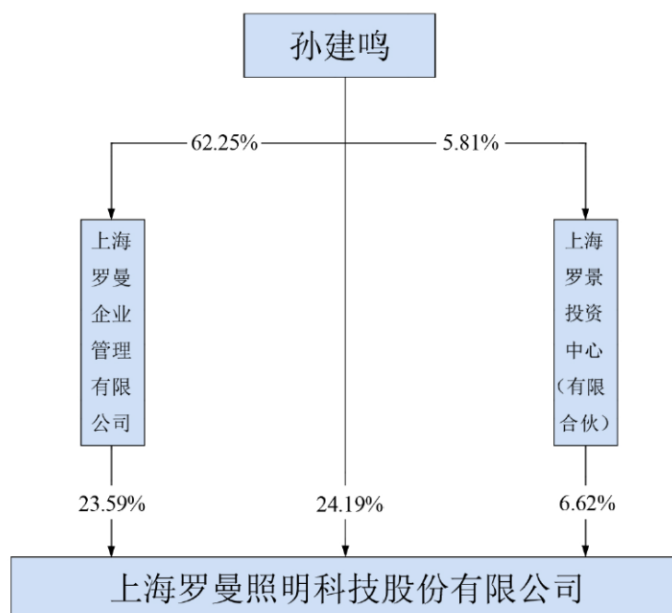 孙建鸣
62.25%
5.81%
上海
罗曼
企业
管理
有限
公司
上海
罗景
投资
中心
（有限
合伙）
23.59%
24.19%
6.62%
上海罗曼照明科技股份有限公司